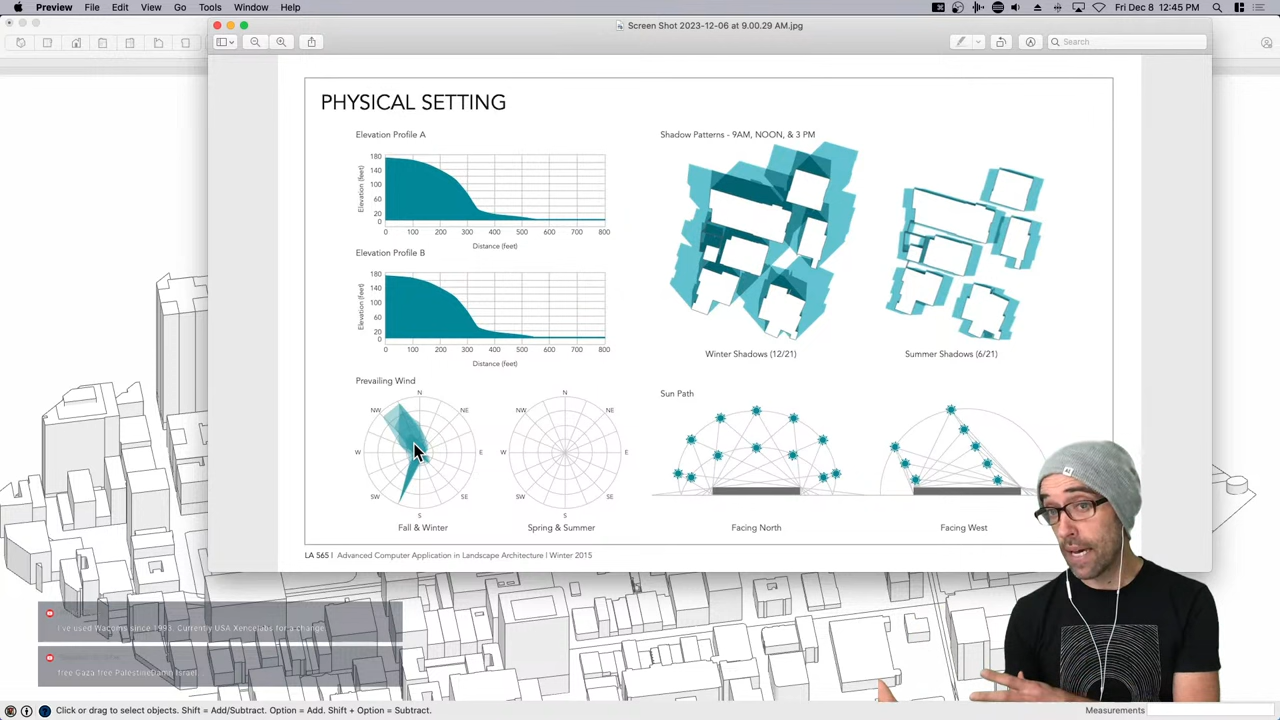 Preview File Edit View Go Tools Window Help
Fri Dec 8 12:45 PM
Screen Shot 2023-12-06 at 9.00.29 AM.jpg
Search
PHYSICAL SETTING
Elevation Profile A
Elevation (feet)
180
140
100
60
20
0
0 100 200 300 400 500 600 700 800
Distance (feet)
Elevation Profile B
Elevation (feet)
180
140
100
60
20
0
0 100 200 300 400 500 600 700 800
Distance (feet)
Prevailing Wind
N
NW NE
W E
SW SE
S
Fall & Winter
N
NW NE
W E
SW SE
S
Spring & Summer
Shadow Patterns - 9AM, NOON, & 3 PM
Winter Shadows (12/21)
Summer Shadows (6/21)
Sun Path
Facing North
Facing West
LA 565 | Advanced Computer Application in Landscape Architecture | Winter 2015
I've used Wacoms since 1993. Currently USA Xencelabs for a change
free Gaza free PalestineDamn Israel
Click or drag to select objects. Shift = Add/Subtract. Option = Add. Shift + Option = Subtract.
Measurements